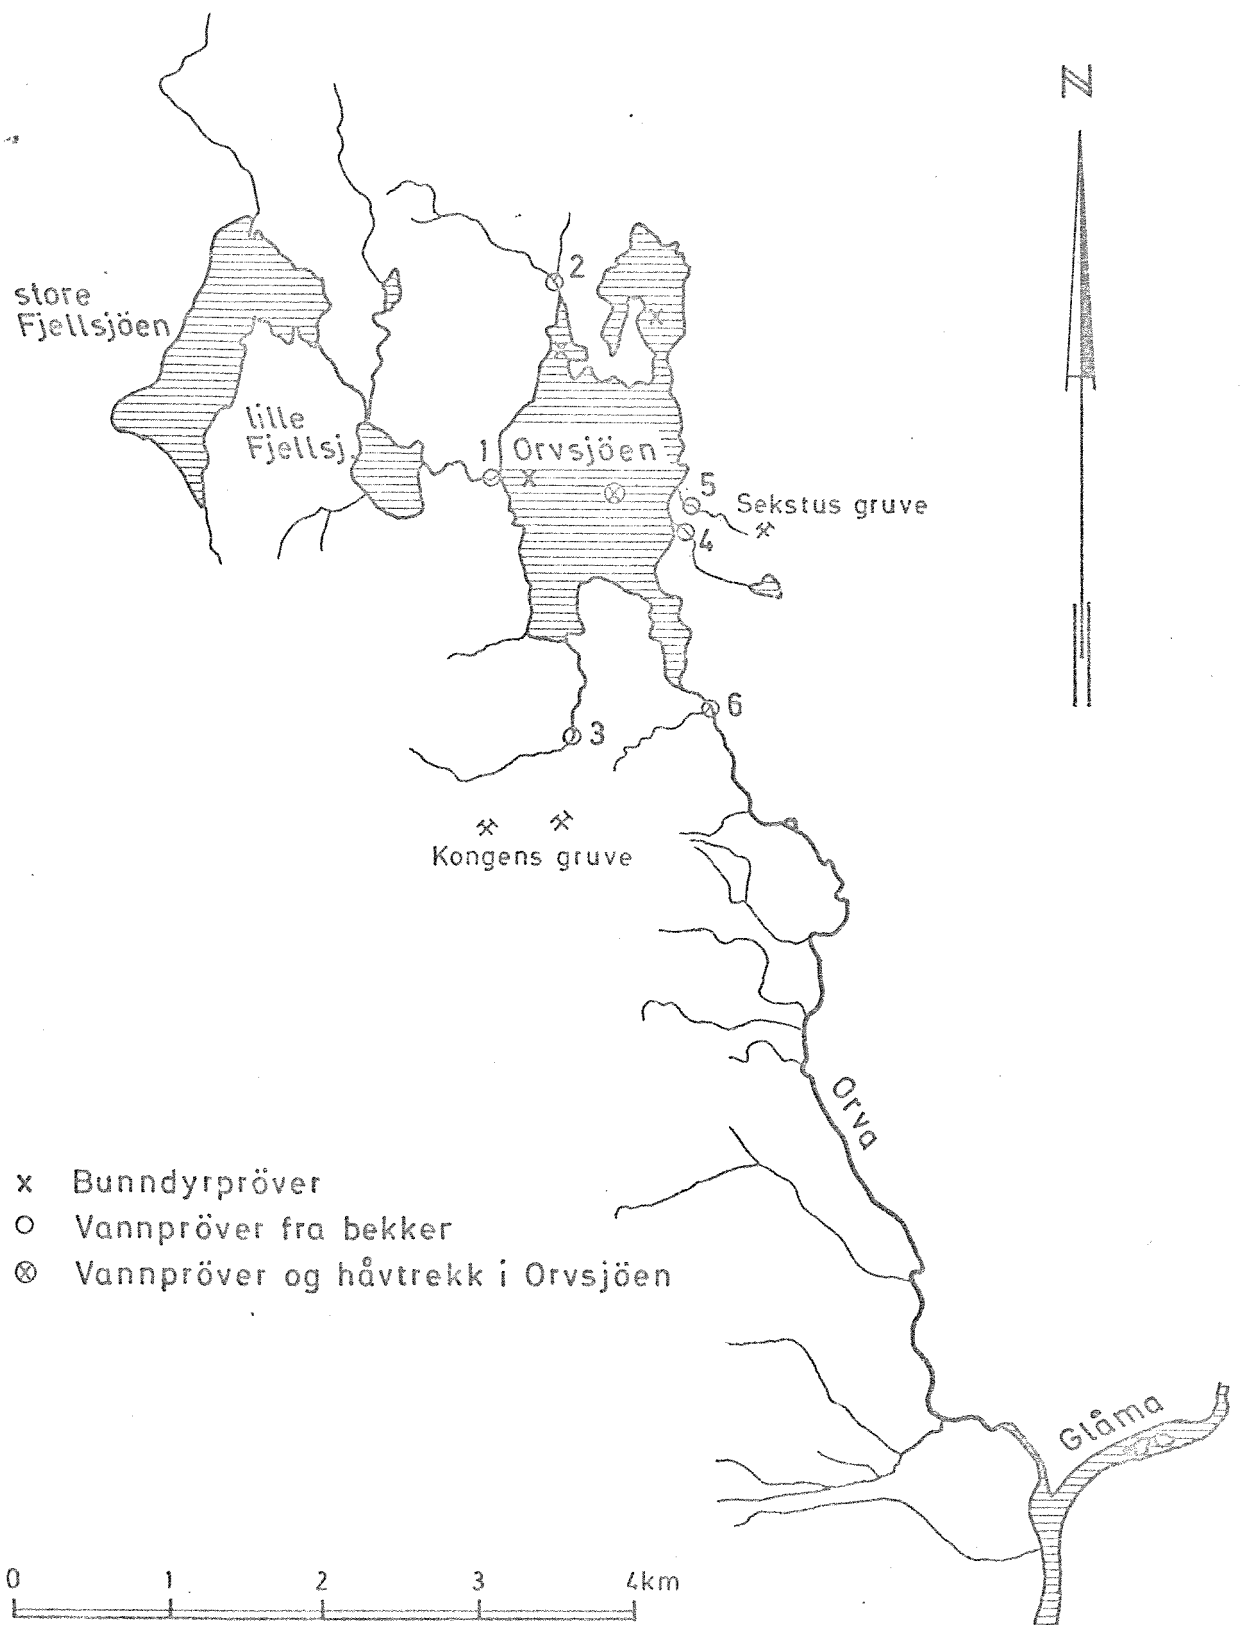 N
2
store
Fjellsjöen
lille
Fjellsj.
1
Orvsjöen
5
Sekstus gruve
4
6
3
Kongens gruve
Orva
x Bunndyrpröver
O Vannpröver fra bekker
⊗ Vannpröver og håvtrekk i Orvsjöen
Glåma
0 1 2 3 4km